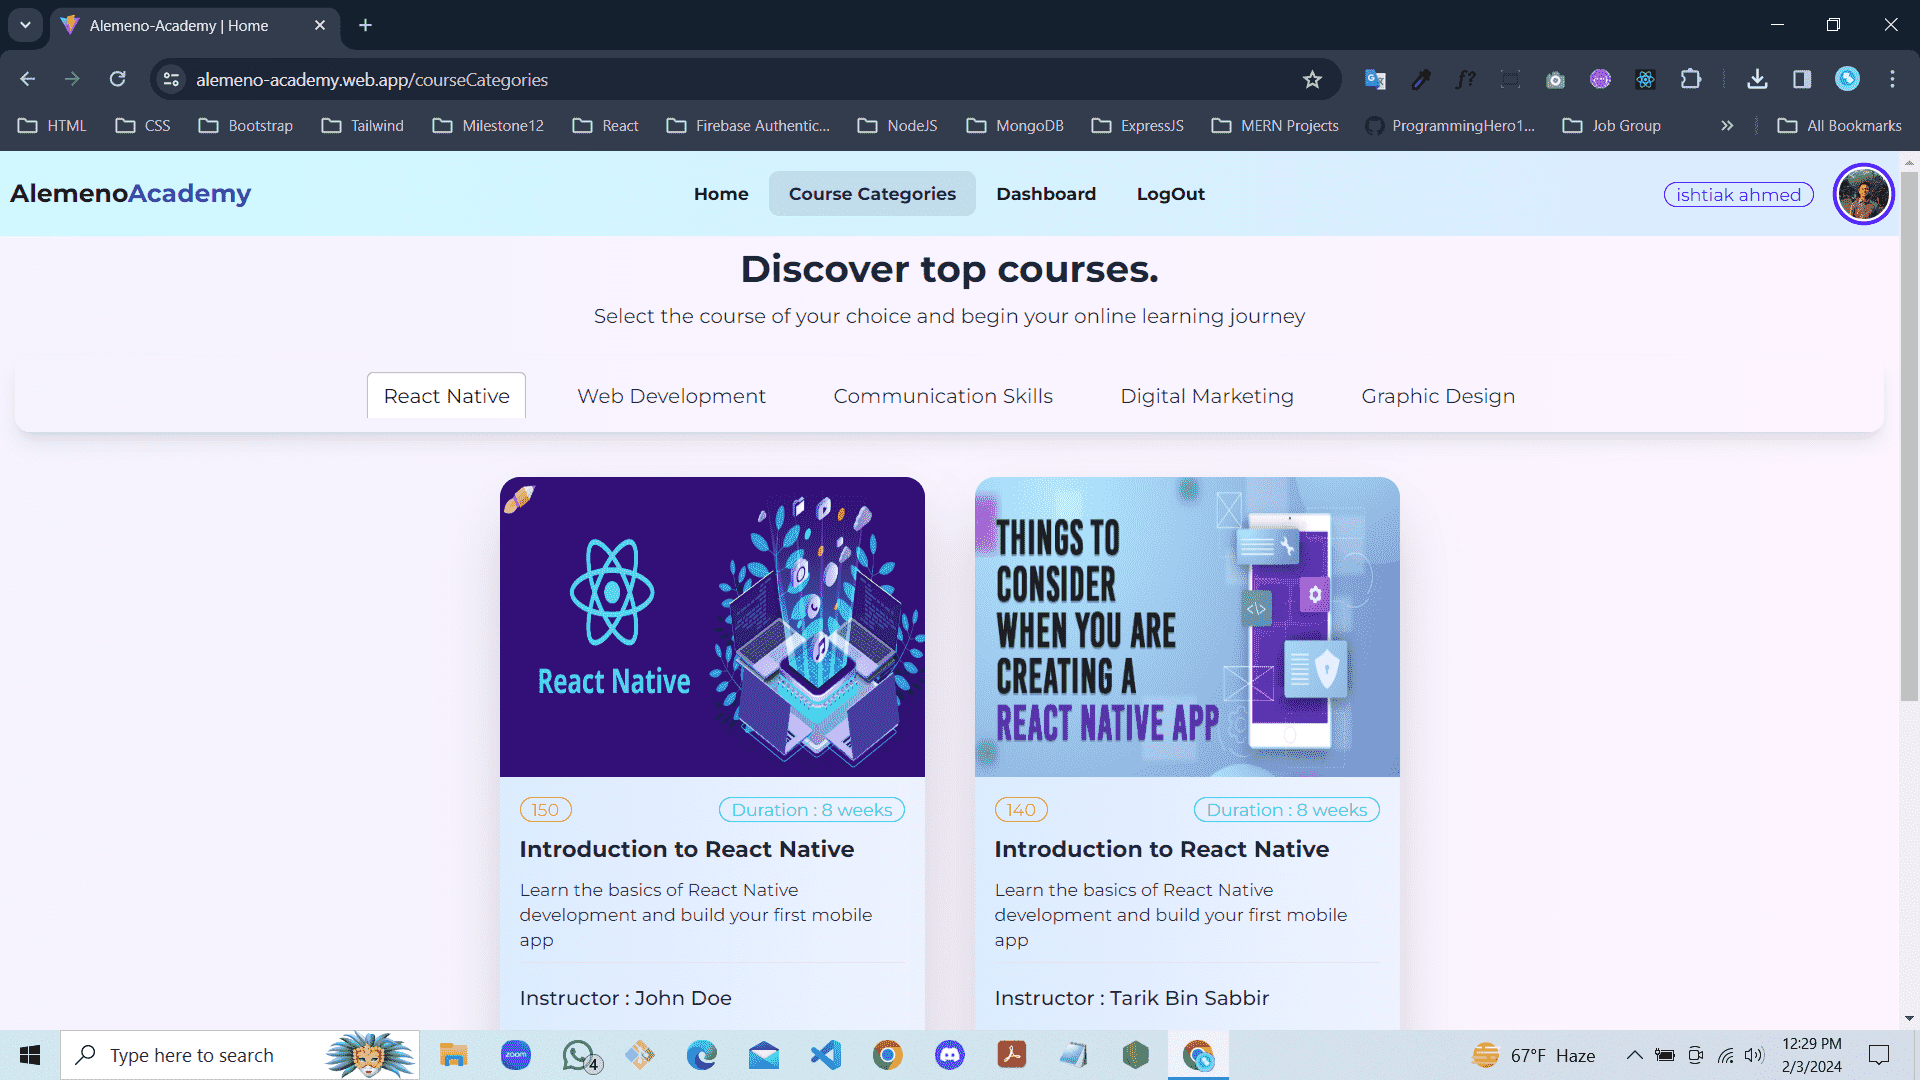 Alemeno-Academy | Home
alemeno-academy.web.app/courseCategories
HTML CSS Bootstrap Tailwind Milestone12 React Firebase Authentic... NodeJS MongoDB ExpressJS MERN Projects ProgrammingHero1... Job Group All Bookmarks
AlemenoAcademy Home Course Categories Dashboard LogOut ishtiak ahmed
Discover top courses.
Select the course of your choice and begin your online learning journey
React Native Web Development Communication Skills Digital Marketing Graphic Design
React Native
THINGS TO
CONSIDER
WHEN YOU ARE
CREATING A
REACT NATIVE APP
150 Duration : 8 weeks
Introduction to React Native
Learn the basics of React Native
development and build your first mobile
app
Instructor : John Doe
140 Duration : 8 weeks
Introduction to React Native
Learn the basics of React Native
development and build your first mobile
app
Instructor : Tarik Bin Sabbir
Type here to search
zoom
4
67°F Haze
12:29 PM
2/3/2024